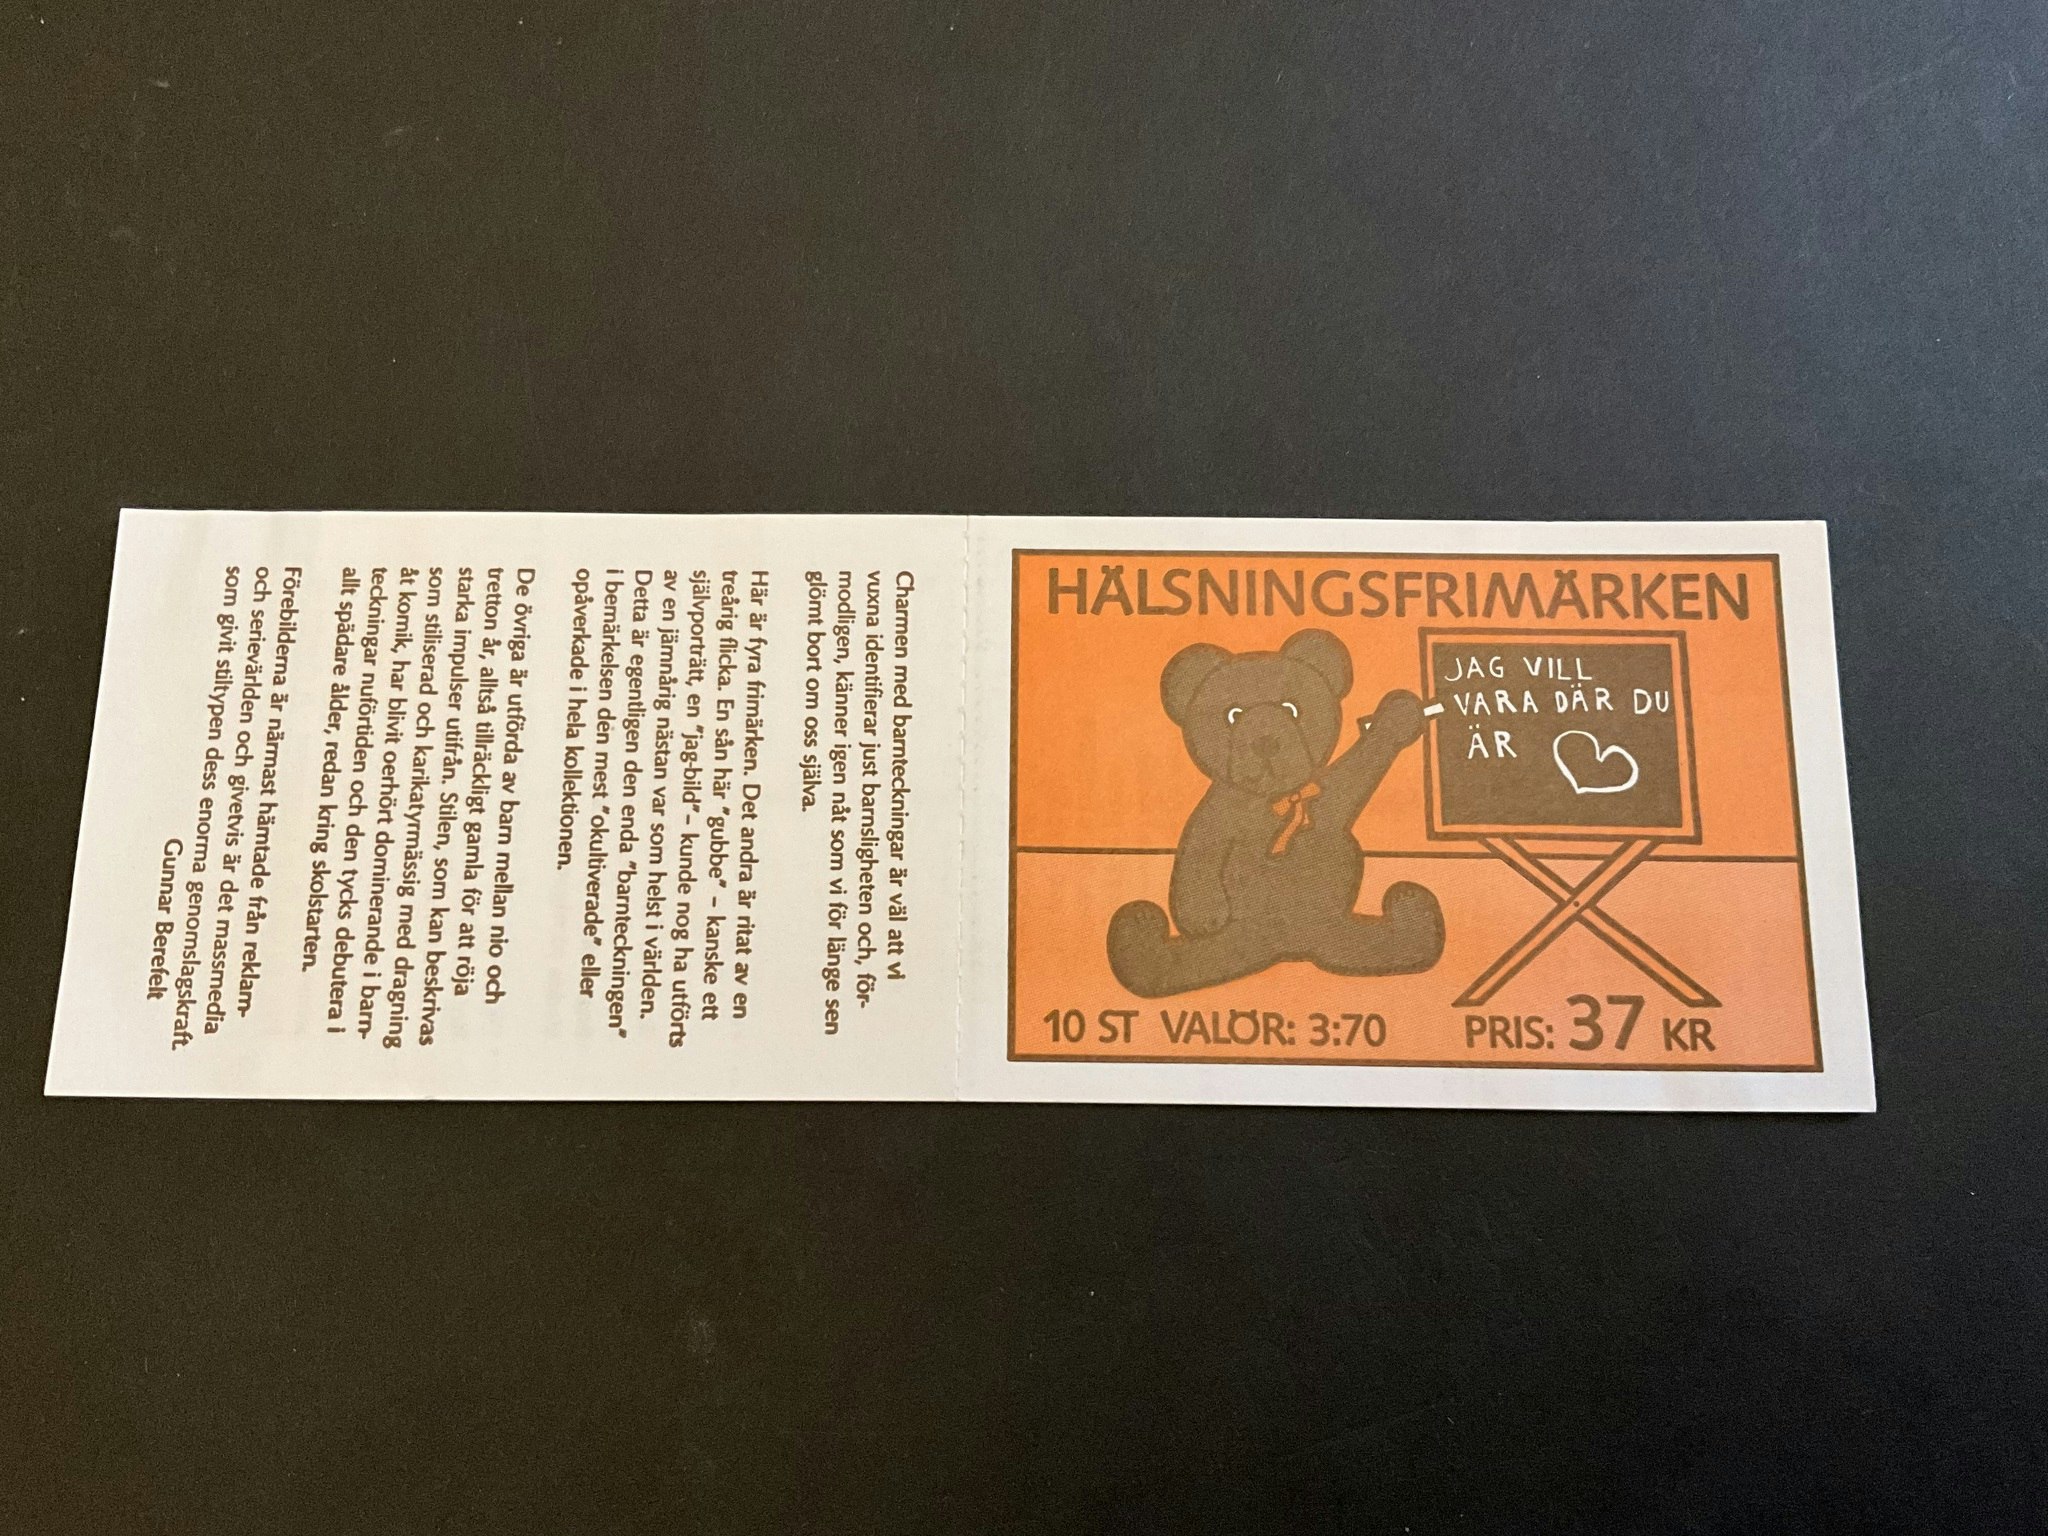 HÄLSNINGSFRIMÄRKEN
JAG VILL
VARA DÄR DU
ÄR
10 ST VALÖR: 3:70 PRIS: 37 KR
Charmen med barnteckningar är väl att vi
vuxna identifierar just barnsligheten och, för-
modligen, känner igen nåt som vi för länge sen
glömt bort om oss själva.
Här är fyra frimärken. Det andra är ritat av en
treårig flicka. En sån här "gubbe" – kanske ett
självporträtt, en "jag-bild" – kunde nog ha utförts
av en jämnårig nästan var som helst i världen.
Detta är egentligen den enda "barnteckningen"
i bemärkelsen den mest "okultiverade" eller
opåverkade i hela kollektionen.
De övriga är utförda av barn mellan nio och
tretton år, alltså tillräckligt gamla för att röja
starka impulser utifrån. Stilen, som kan beskrivas
som stiliserad och karikatyrmässig med dragning
åt komik, har blivit oerhört dominerande i barn-
teckningar nuförtiden och den tycks debutera i
allt spädare ålder, redan kring skolstarten.
Förebilderna är närmast hämtade från reklam-
och serievärlden och givetvis är det massmedia
som givit stiltypen dess enorma genomslagskraft.
Gunnar Berefelt